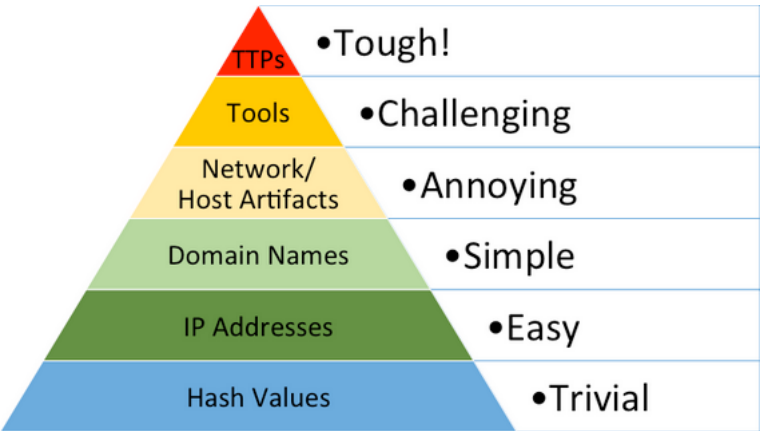 TTPs
•Tough!
Tools
•Challenging
Network/
Host Artifacts
•Annoying
Domain Names
•Simple
IP Addresses
•Easy
Hash Values
•Trivial